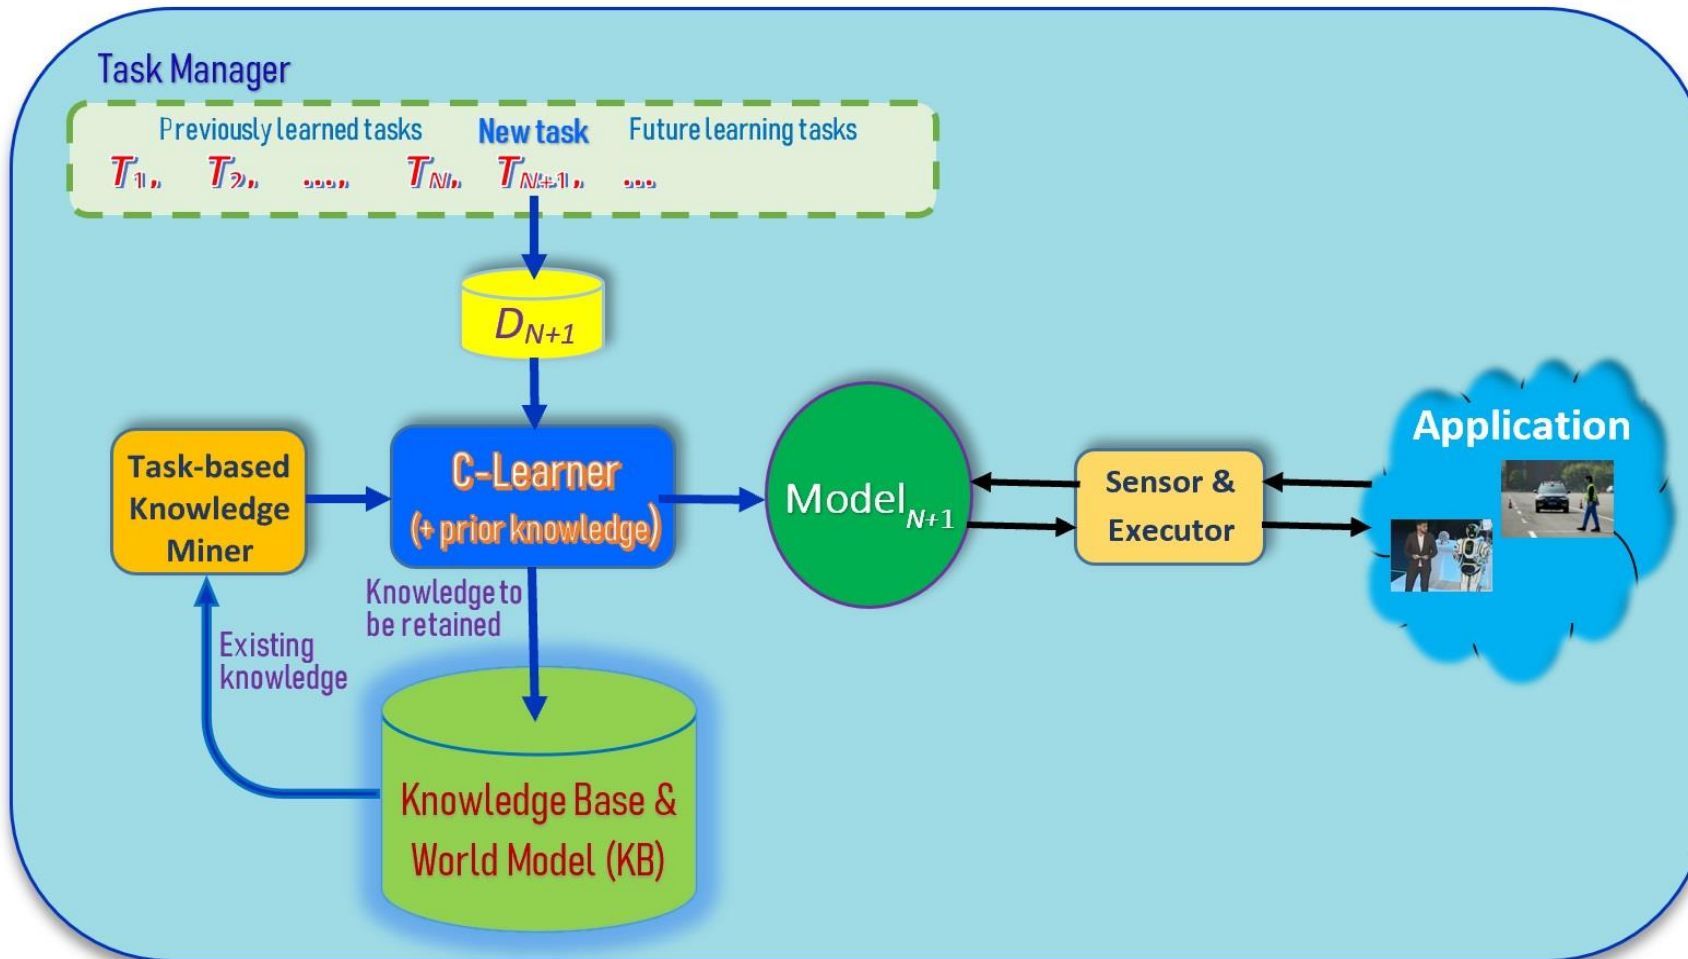 Task Manager
Previously learned tasks New task Future learning tasks
T1, T2, ..., TN, TN+1, ...
DN+1
Task-based
Knowledge
Miner
C-Learner
(+ prior knowledge)
ModelN+1
Sensor &
Executor
Application
Knowledge to
be retained
Existing
knowledge
Knowledge Base &
World Model (KB)